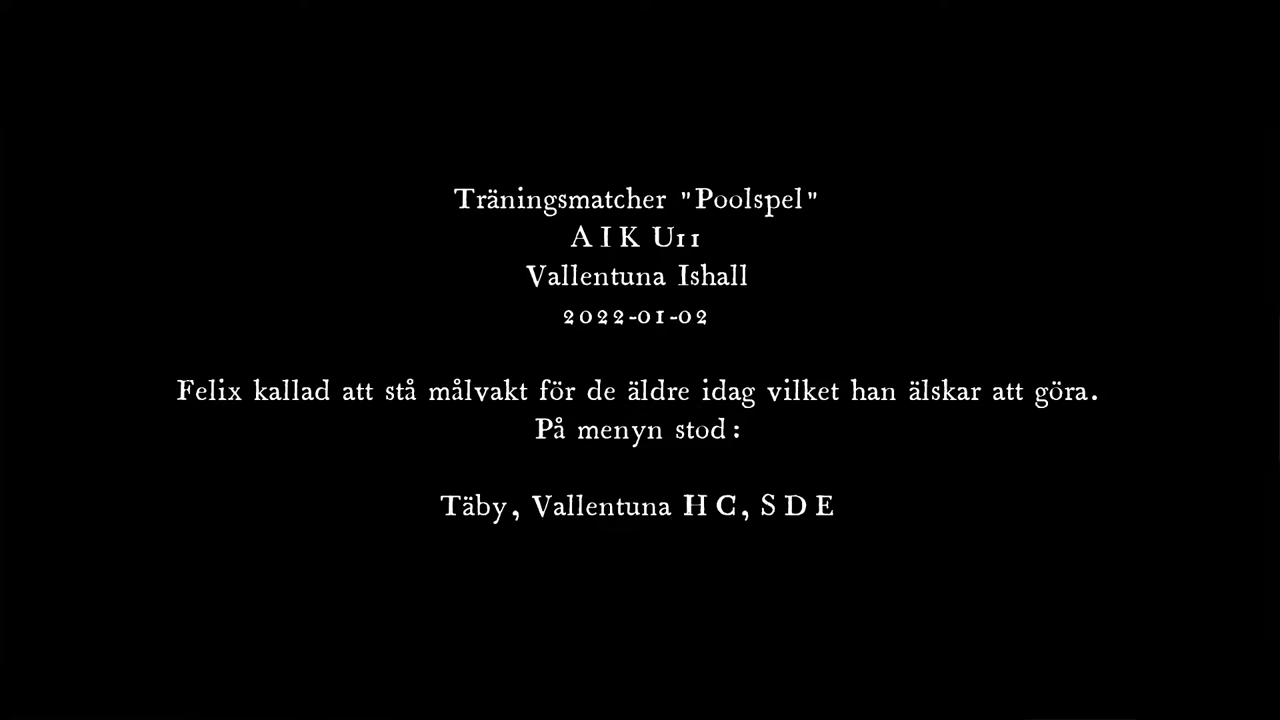 Träningsmatcher "Poolspel"
AIK U11
Vallentuna Ishall
2022-01-02
Felix kallad att stå målvakt för de äldre idag vilket han älskar att göra.
På menyn stod:
Täby, Vallentuna HC, SDE